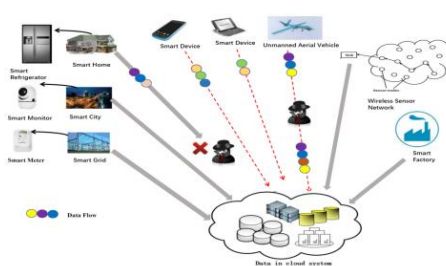 Smart Device
Smart Device
Unmanned Aerial Vehicle
Smart
Refrigerator
Smart Home
Smart Monitor
Smart City
Wireless Sensor
Network
Smart Meter
Smart Grid
Smart
Factory
Data Flow
Data in cloud system